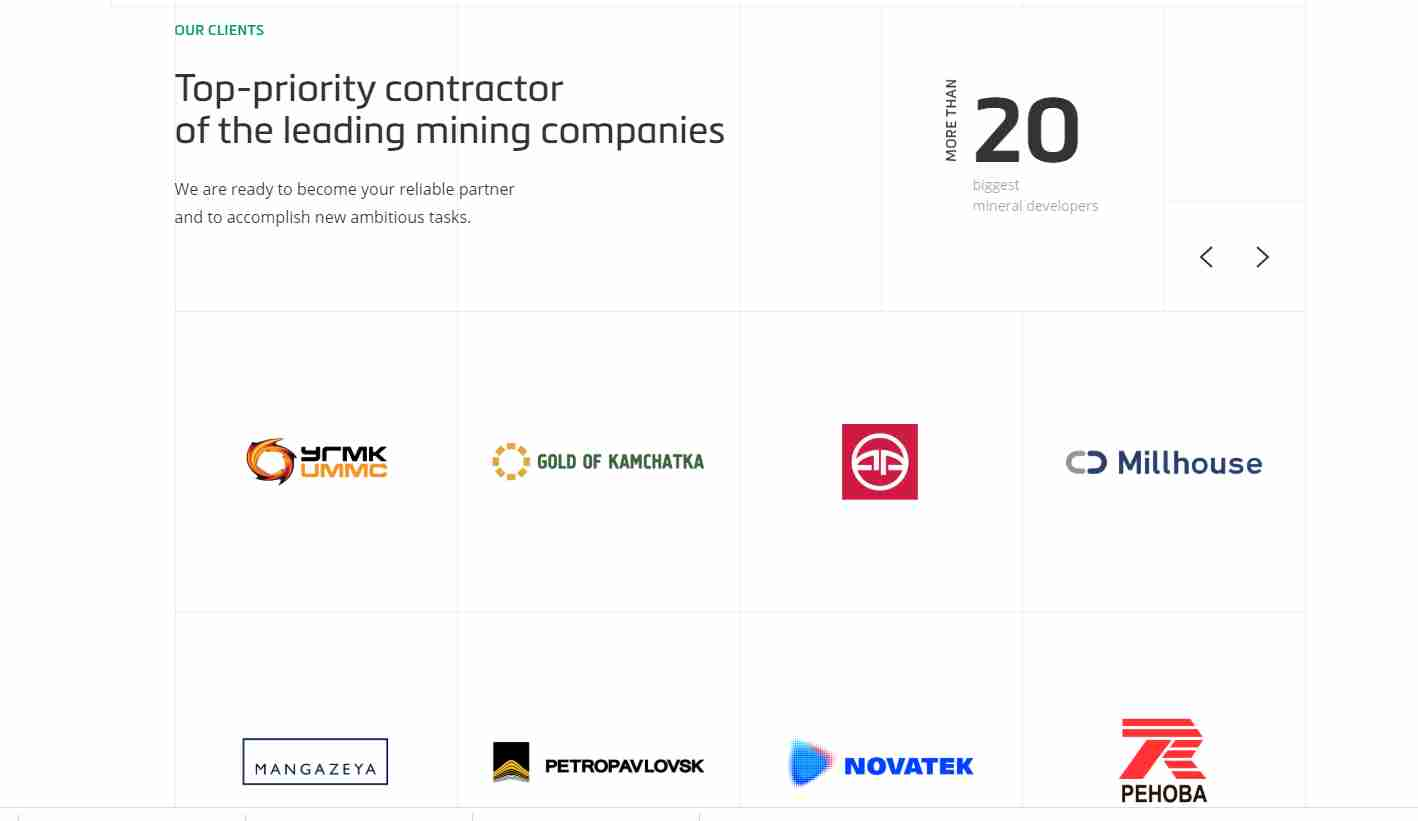 OUR CLIENTS
Top-priority contractor
of the leading mining companies
We are ready to become your reliable partner
and to accomplish new ambitious tasks.
MORE THAN
20
biggest
mineral developers
УГМК
UMMC
GOLD OF KAMCHATKA
Millhouse
MANGAZEYA
PETROPAVLOVSK
NOVATEK
РЕНОВА